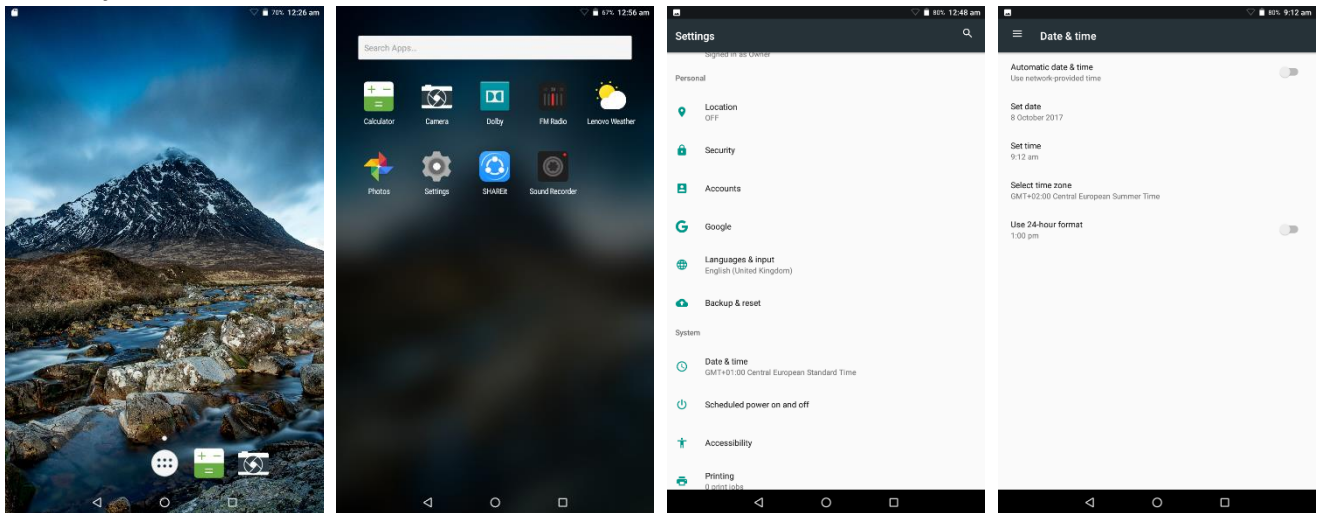 70% 12:26 am
67% 12:56 am
Search Apps...
Calculator
Camera
Dolby
FM Radio
Lenovo Weather
Photos
Settings
SHAREit
Sound Recorder
80% 12:48 am
Settings
Signed in as Owner
Personal
Location
OFF
Security
Accounts
Google
Languages & input
English (United Kingdom)
Backup & reset
System
Date & time
GMT+01:00 Central European Standard Time
Scheduled power on and off
Accessibility
Printing
0 print jobs
80% 9:12 am
Date & time
Automatic date & time
Use network-provided time
Set date
8 October 2017
Set time
9:12 am
Select time zone
GMT+02:00 Central European Summer Time
Use 24-hour format
1:00 pm